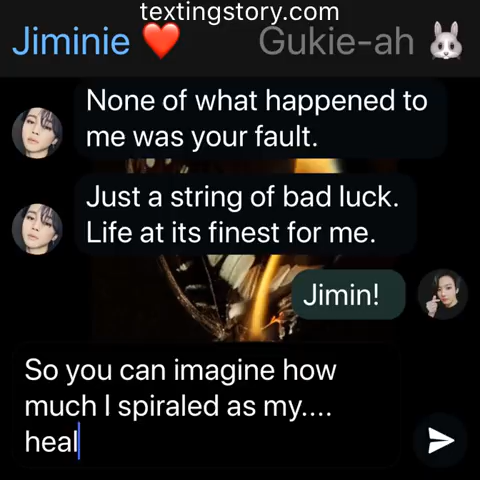 textingstory.com
Jiminie ❤️ Gukie-ah 🐰
None of what happened to
me was your fault.
Just a string of bad luck.
Life at its finest for me.
Jimin!
So you can imagine how
much I spiraled as my....
heal